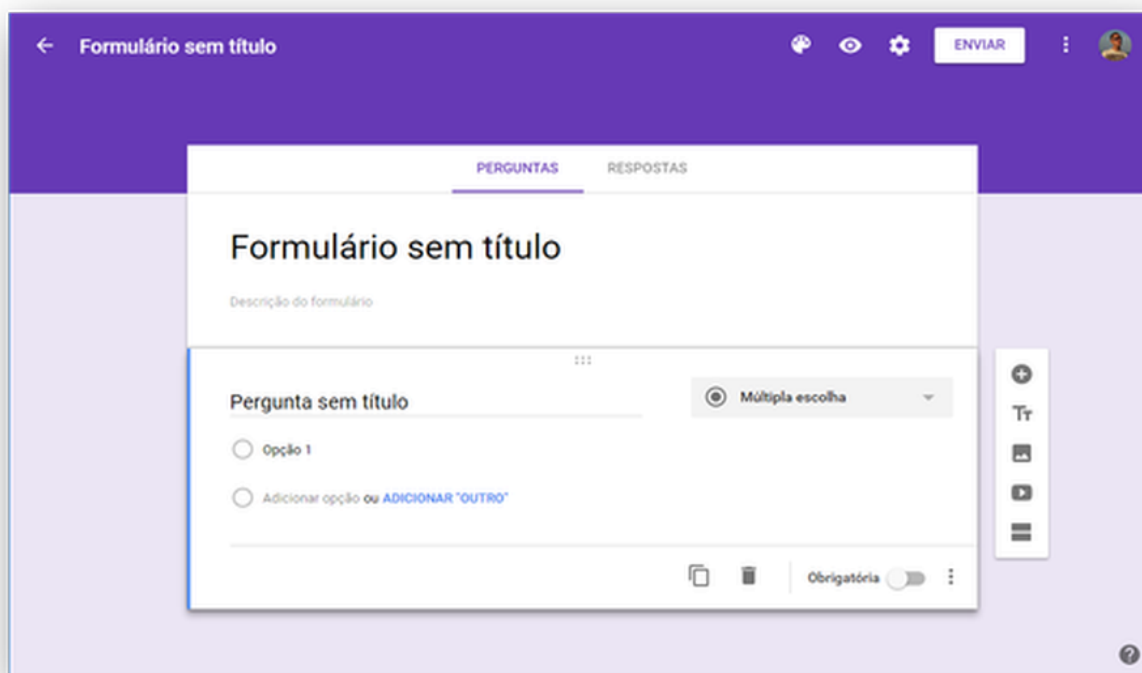 Formulário sem título
ENVIAR
PERGUNTAS RESPOSTAS
Formulário sem título
Descrição do formulário
Pergunta sem título
Múltipla escolha
Opção 1
Adicionar opção ou ADICIONAR "OUTRO"
Obrigatória